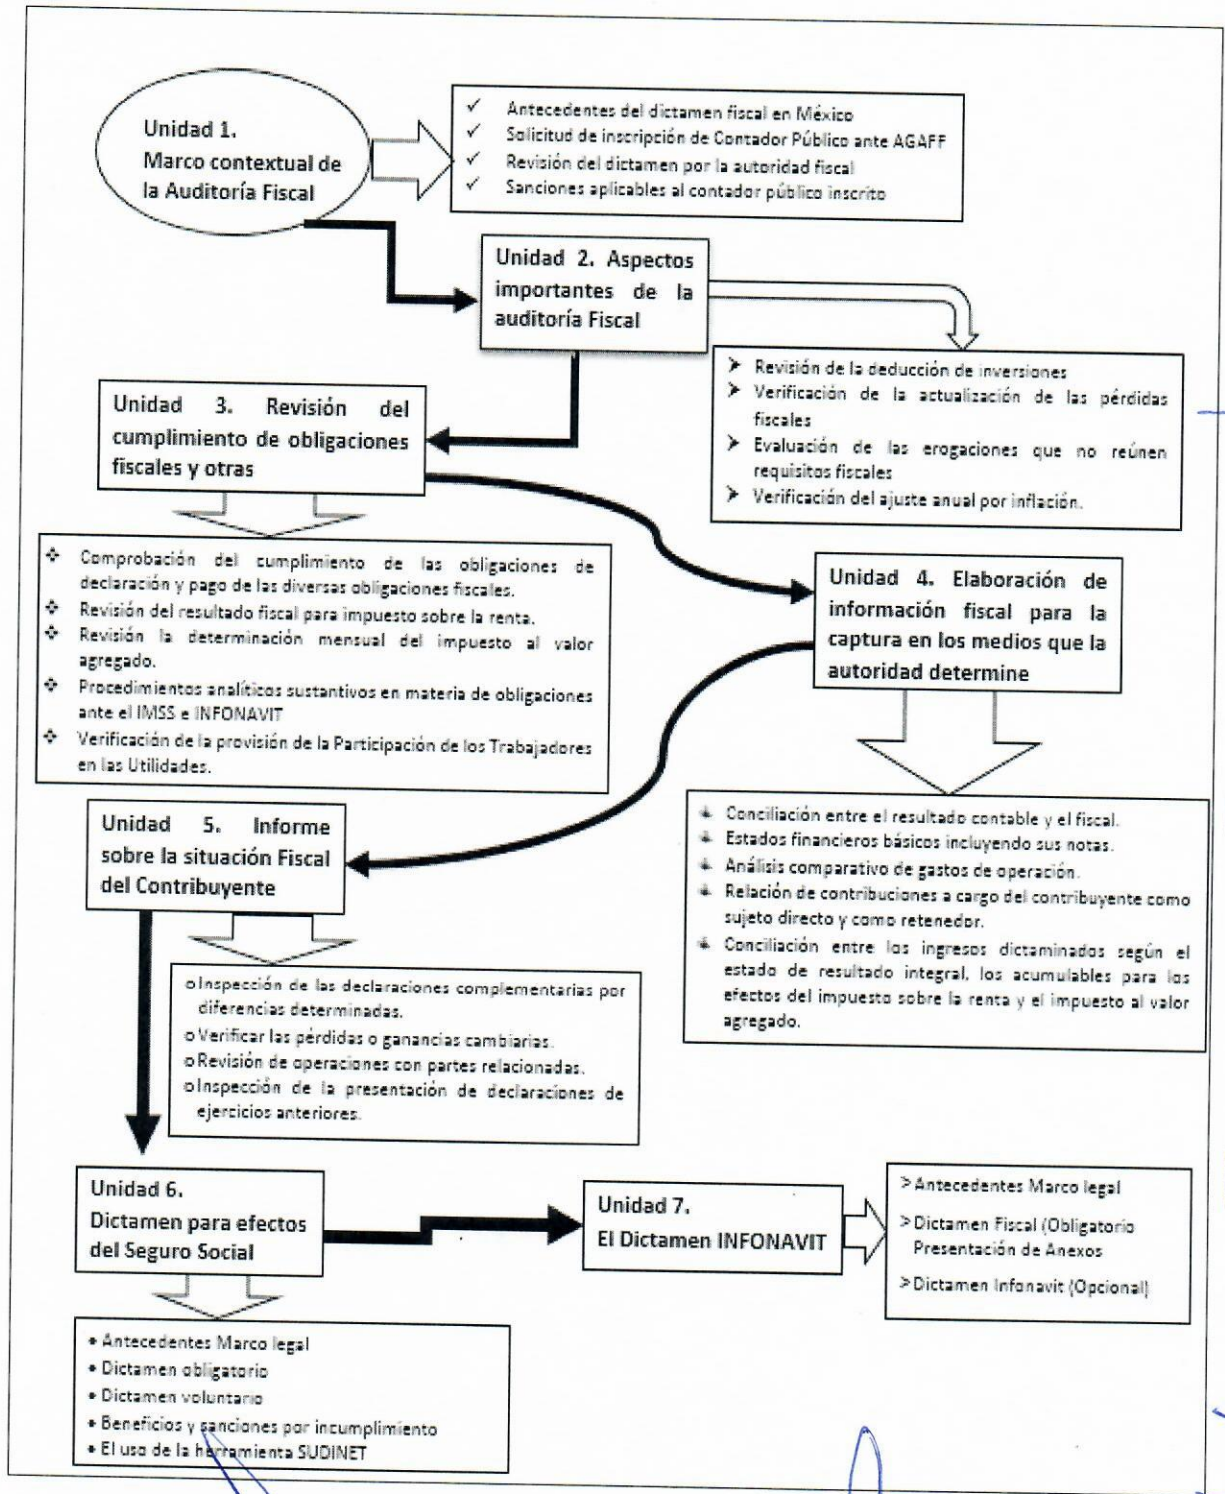 Unidad 1.
Marco contextual de
la Auditoría Fiscal
✓ Antecedentes del dictamen fiscal en México
✓ Solicitud de inscripción de Contador Público ante AGAFF
✓ Revisión del dictamen por la autoridad fiscal
✓ Sanciones aplicables al contador público inscrito
Unidad 2. Aspectos
importantes de la
auditoría Fiscal
➤ Revisión de la deducción de inversiones
➤ Verificación de la actualización de las pérdidas
fiscales
➤ Evaluación de las erogaciones que no reúnen
requisitos fiscales
➤ Verificación del ajuste anual por inflación.
Unidad 3. Revisión del
cumplimiento de obligaciones
fiscales y otras
❖ Comprobación del cumplimiento de las obligaciones de
declaración y pago de las diversas obligaciones fiscales.
❖ Revisión del resultado fiscal para impuesto sobre la renta.
❖ Revisión la determinación mensual del impuesto al valor
agregado.
❖ Procedimientos analíticos sustantivos en materia de obligaciones
ante el IMSS e INFONAVIT
❖ Verificación de la provisión de la Participación de los Trabajadores
en las Utilidades.
Unidad 4. Elaboración de
información fiscal para la
captura en los medios que la
autoridad determine
Conciliación entre el resultado contable y el fiscal.
Estados financieros básicos incluyendo sus notas.
Análisis comparativo de gastos de operación.
Relación de contribuciones a cargo del contribuyente como
sujeto directo y como retenedor.
Conciliación entre los ingresos dictaminados según el
estado de resultado integral, los acumulables para los
efectos del impuesto sobre la renta y el impuesto al valor
agregado.
Unidad 5. Informe
sobre la situación Fiscal
del Contribuyente
o Inspección de las declaraciones complementarias por
diferencias determinadas.
o Verificar las pérdidas o ganancias cambiarias.
o Revisión de operaciones con partes relacionadas.
o Inspección de la presentación de declaraciones de
ejercicios anteriores.
Unidad 6.
Dictamen para efectos
del Seguro Social
• Antecedentes Marco legal
• Dictamen obligatorio
• Dictamen voluntario
• Beneficios y sanciones por incumplimiento
• El uso de la herramienta SUDINET
Unidad 7.
El Dictamen INFONAVIT
> Antecedentes Marco legal
> Dictamen Fiscal (Obligatorio
Presentación de Anexos
> Dictamen Infonavit (Opcional)